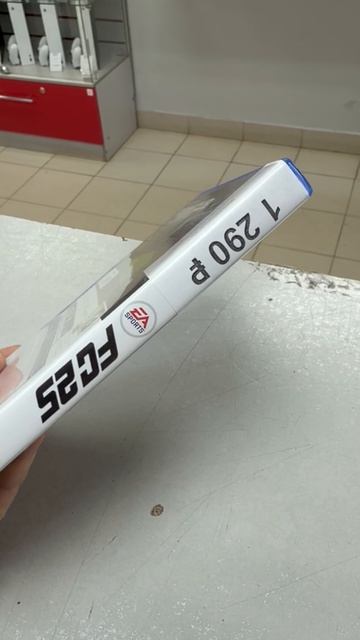 FC25
EA
SPORTS
1 290 ₽